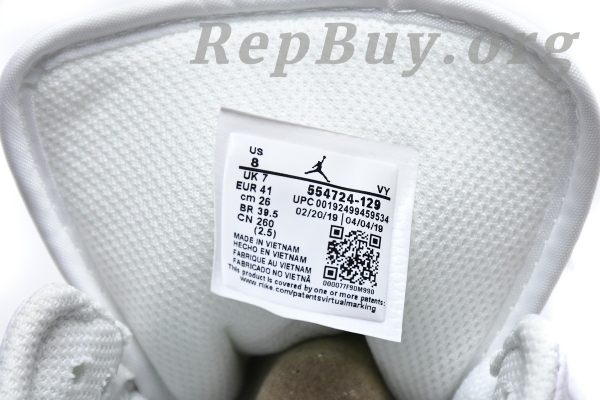 RepBuy.org
US
8
UK 7
EUR 41
cm 26
BR 39.5
CN 260
(2.5)
VY
554724-129
UPC 00192499459534
02/20/19 | 04/04/19
000077F90M990
MADE IN VIETNAM
HECHO EN VIETNAM
FABRIQUE AU VIETNAM
FABRICADO NO VIETNÃ
This product is covered by one or more patents:
www.nike.com/patentsvirtualmarking